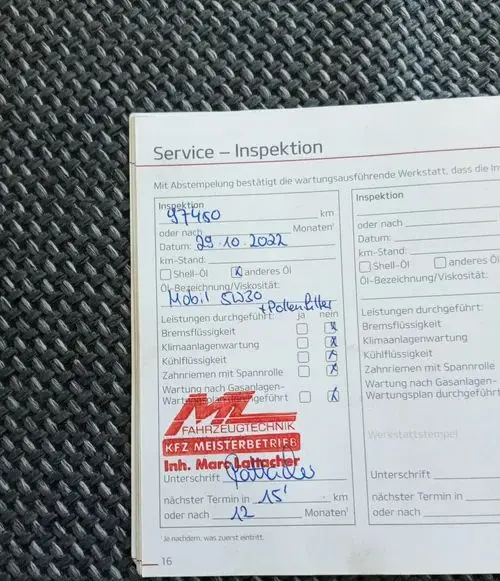 Service – Inspektion
Mit Abstempelung bestätigt die wartungsausführende Werkstatt, dass die In
Inspektion
97450 km
oder nach Monaten¹
Datum: 29.10.2022
km-Stand:
Shell-Öl x anderes Öl
Öl-Bezeichnung/Viskosität:
Mobil 5W30
+Pollenfilter
Leistungen durchgeführt: ja nein
Bremsflüssigkeit x
Klimaanlagenwartung x
Kühlflüssigkeit x
Zahnriemen mit Spannrolle x
Wartung nach Gasanlagen-
Wartungsplan durchgeführt x
ML
FAHRZEUGTECHNIK
KFZ MEISTERBETRIEB
Inh. Marc Lattacher
Unterschrift
nächster Termin in 15' km
oder nach 12 Monaten¹
¹ Je nachdem, was zuerst eintritt.
16
Inspektion
oder nach
Datum:
km-Stand:
Shell-Öl anderes Öl
Öl-Bezeichnung/Viskosität:
Leistungen durchgeführt:
Bremsflüssigkeit
Klimaanlagenwartung
Kühlflüssigkeit
Zahnriemen mit Spannrolle
Wartung nach Gasanlagen-
Wartungsplan durchgeführt
Werkstattstempel
Unterschrift
nächster Termin in
oder nach